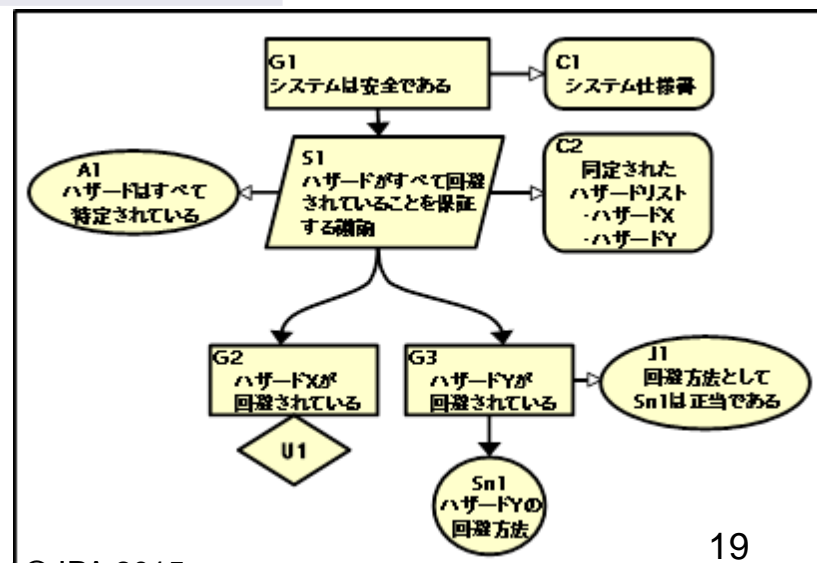 G1
システムは安全である
C1
システム仕様書
A1
ハザードはすべて
特定されている
S1
ハザードがすべて回避
されていることを保証
する議論
C2
同定された
ハザードリスト
-ハザードX
-ハザードY
G2
ハザードXが
回避されている
G3
ハザードYが
回避されている
J1
回避方法として
Sn1は正当である
U1
Sn1
ハザードYの
回避方法
19